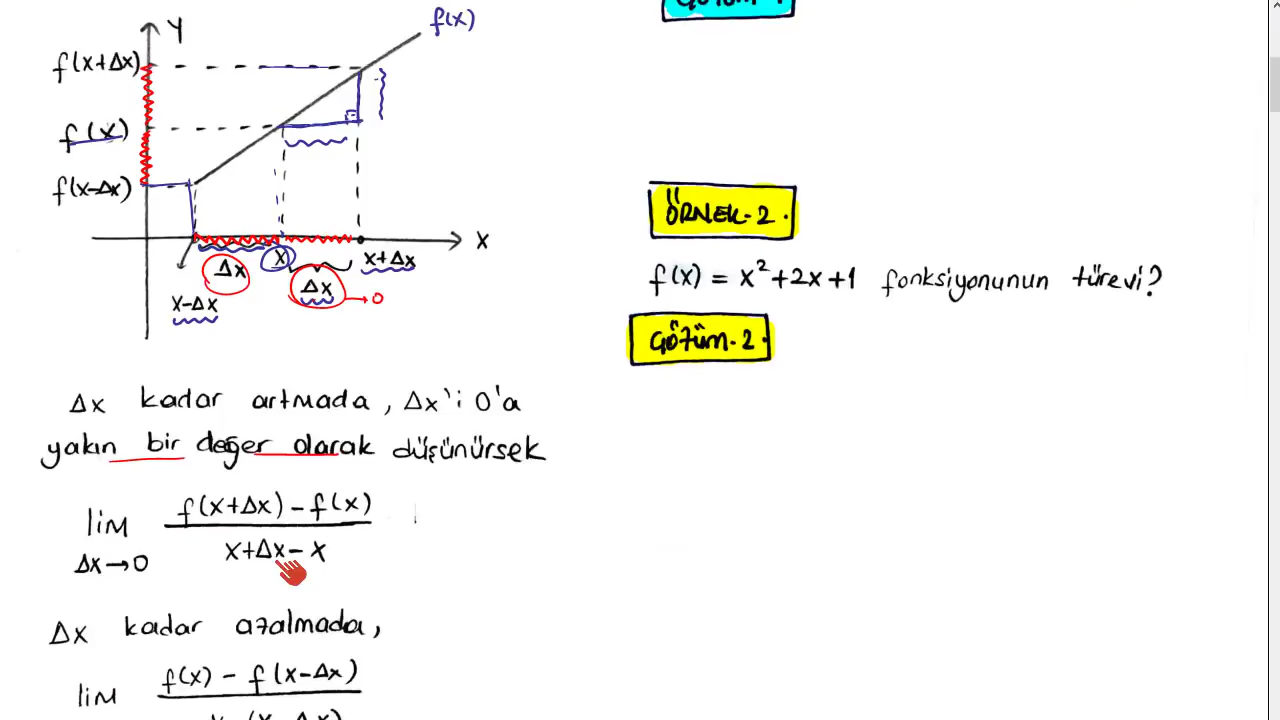 Y
f(x)
f(x+Δx)
f(x)
f(x-Δx)
X
Δx
x
x+Δx
x-Δx
Δx
→0
Δx kadar artmada, Δx'i 0'a
yakın bir değer olarak düşünürsek
lim f(x+Δx) - f(x)
Δx→0 x+Δx-x
Δx kadar azalmada,
lim f(x) - f(x-Δx)
ÖRNEK-2.
f(x) = x²+2x+1 fonksiyonunun türevi?
ÇÖZÜM-2.